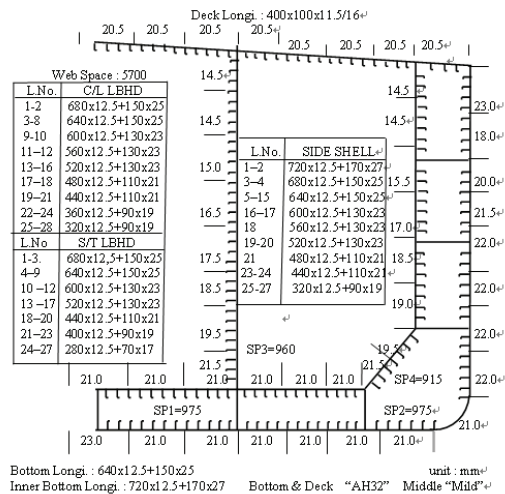 Deck Longi. : 400x100x11.5/16
20.5 20.5 20.5 20.5 20.5 20.5
Web Space : 5700
L.No. C/L LBHD
1-2 680x12.5+150x25
3-8 640x12.5+150x25
9-10 600x12.5+130x23
11–12 560x12.5+130x23
13–16 520x12.5+130x23
17–18 480x12.5+110x21
19–21 440x12.5+110x21
22–24 360x12.5+90x19
25–28 320x12.5+90x19
L.No S/T LBHD
1-3. 680x12,5+150x25
4–9 640x12.5+150x25
10 –12 600x12.5+130x23
13 –17 520x12.5+130x23
18–20 440x12.5+110x21
21–23 400x12.5+90x19
24–27 280x12.5+70x17
14.5
14.5
15.0
16.5
17.5
18.5
19.5
21.5
L.No. SIDE SHELL
1–2 720x12.5+170x27
3–4 680x12.5+150x25
5–15 640x12.5+150x25
16–17 600x12.5+130x23
18 560x12.5+130x23
19-20 520x12.5+130x23
21 480x12.5+110x21
23-24 440x12.5+110x21
25-27 320x12.5+90x19
14.5
14.5
15.5
17.0
18.5
19.0
19.5
21.5
23.0
18.0
20.0
21.5
22.0
22.0
22.0
22.0
21.0
SP3=960
SP4=915
21.0 21.0 21.0 21.0 21.0
SP1=975
SP2=975
23.0 21.0 21.0 21.0 21.0 21.0
Bottom Longi. : 640x12.5+150x25
unit : mm
Inner Bottom Longi. : 720x12.5+170x27 Bottom & Deck “AH32” Middle “Mild”